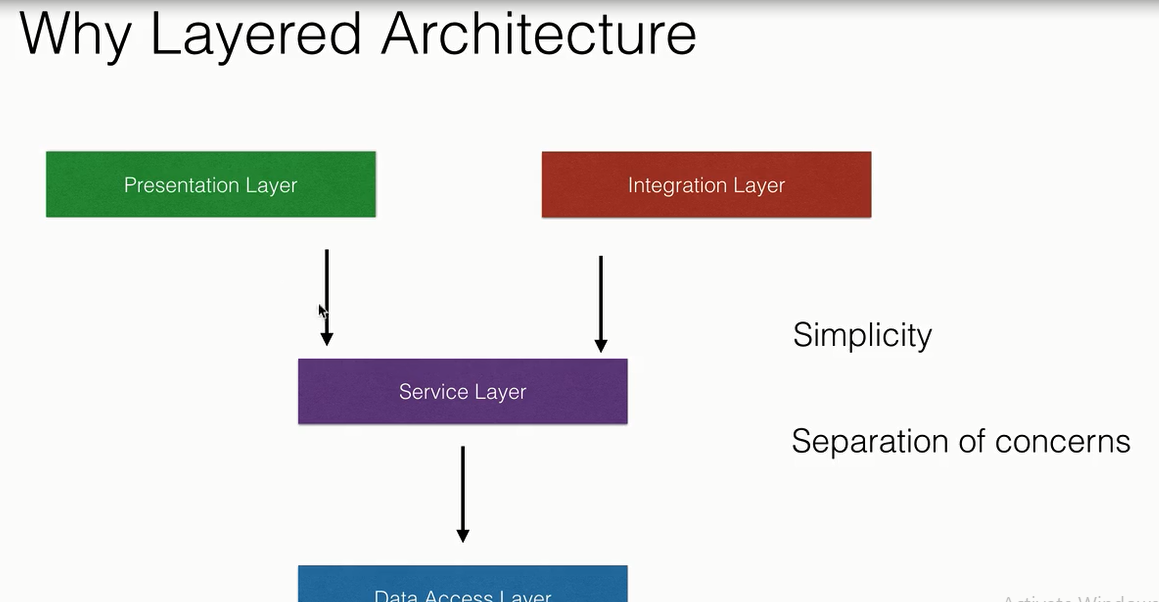 Why Layered Architecture
Presentation Layer
Integration Layer
Simplicity
Service Layer
Separation of concerns
Data Access Layer
Activate Windows